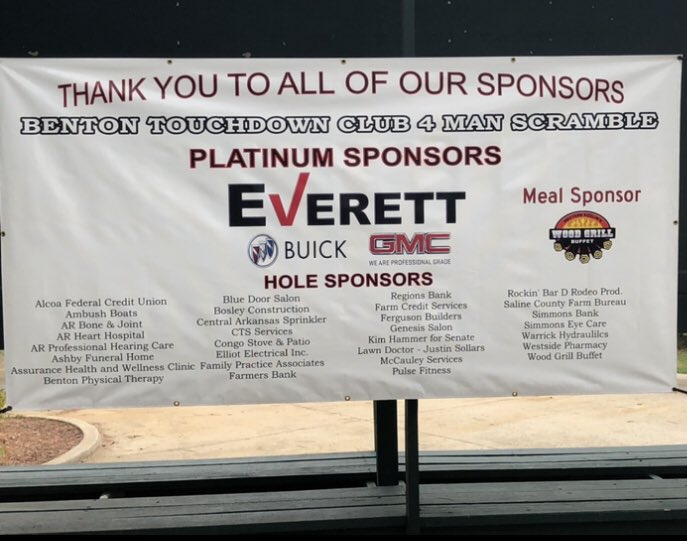 THANK YOU TO ALL OF OUR SPONSORS
BENTON TOUCHDOWN CLUB 4 MAN SCRAMBLE
PLATINUM SPONSORS
EVERETT
BUICK
GMC
WE ARE PROFESSIONAL GRADE
Meal Sponsor
WOOD GRILL
BUFFET
HOLE SPONSORS
Alcoa Federal Credit Union
Ambush Boats
AR Bone & Joint
AR Heart Hospital
AR Professional Hearing Care
Ashby Funeral Home
Assurance Health and Wellness Clinic
Benton Physical Therapy
Blue Door Salon
Bosley Construction
Central Arkansas Sprinkler
CTS Services
Congo Stove & Patio
Elliot Electrical Inc.
Family Practice Associates
Farmers Bank
Regions Bank
Farm Credit Services
Ferguson Builders
Genesis Salon
Kim Hammer for Senate
Lawn Doctor - Justin Sollars
McCauley Services
Pulse Fitness
Rockin' Bar D Rodeo Prod.
Saline County Farm Bureau
Simmons Bank
Simmons Eye Care
Warrick Hydraulilcs
Westside Pharmacy
Wood Grill Buffet